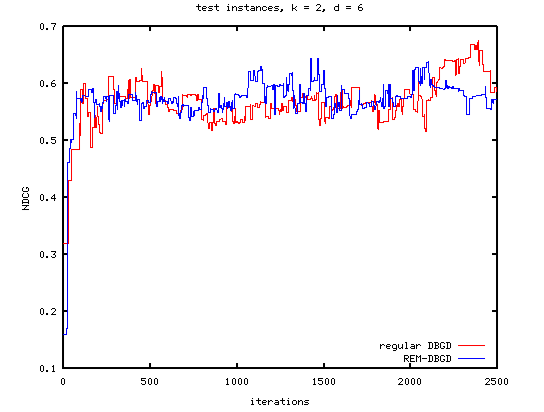 test instances, k = 2, d = 6
0.7
0.6
0.5
0.4
0.3
0.2
0.1
NDCG
regular DBGD
REM-DBGD
0 500 1000 1500 2000 2500
iterations